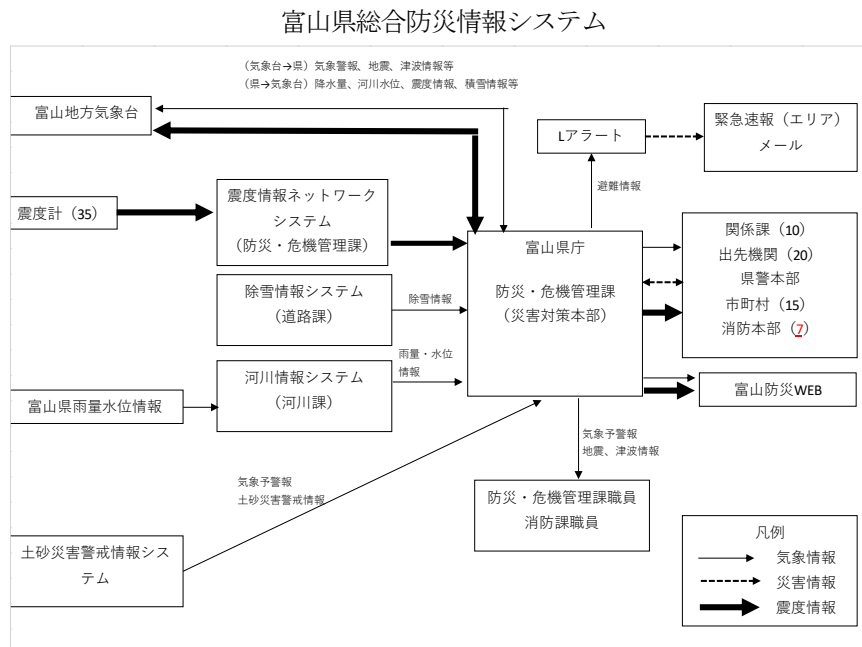 富山県総合防災情報システム
（気象台→県）気象警報、地震、津波情報等
（県→気象台）降水量、河川水位、震度情報、積雪情報等
富山地方気象台
Lアラート
緊急速報（エリア）
メール
避難情報
震度計（35）
震度情報ネットワーク
システム
（防災・危機管理課）
富山県庁
防災・危機管理課
（災害対策本部）
関係課（10）
出先機関（20）
県警本部
市町村（15）
消防本部（7）
除雪情報システム
（道路課）
除雪情報
雨量・水位
情報
河川情報システム
（河川課）
富山県雨量水位情報
富山防災WEB
気象予警報
地震、津波情報
気象予警報
土砂災害警戒情報
防災・危機管理課職員
消防課職員
土砂災害警戒情報シス
テム
凡例
気象情報
災害情報
震度情報